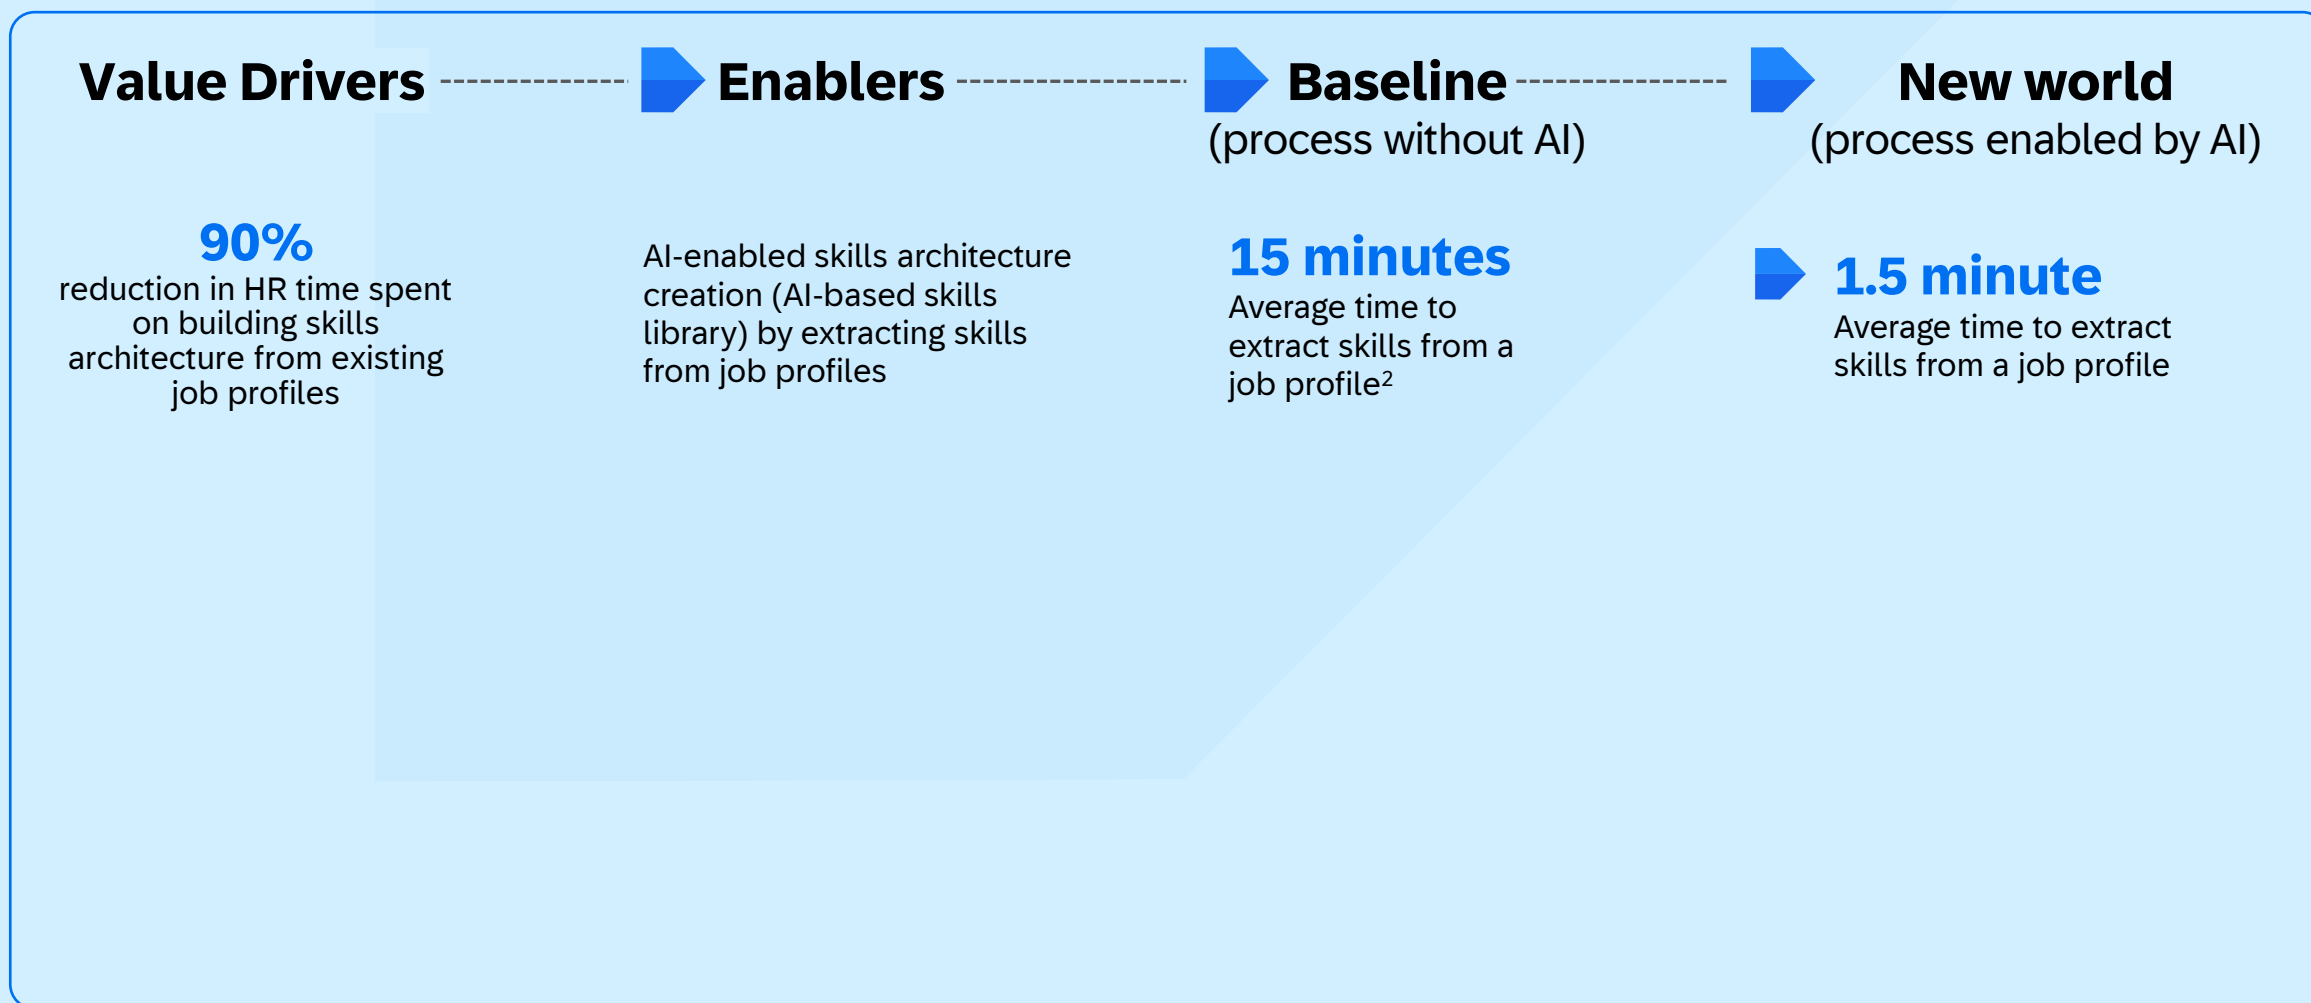 Value Drivers
Enablers
Baseline
(process without AI)
New world
(process enabled by AI)
90%
reduction in HR time spent
on building skills
architecture from existing
job profiles
AI-enabled skills architecture
creation (AI-based skills
library) by extracting skills
from job profiles
15 minutes
Average time to
extract skills from a
job profile²
1.5 minute
Average time to extract
skills from a job profile